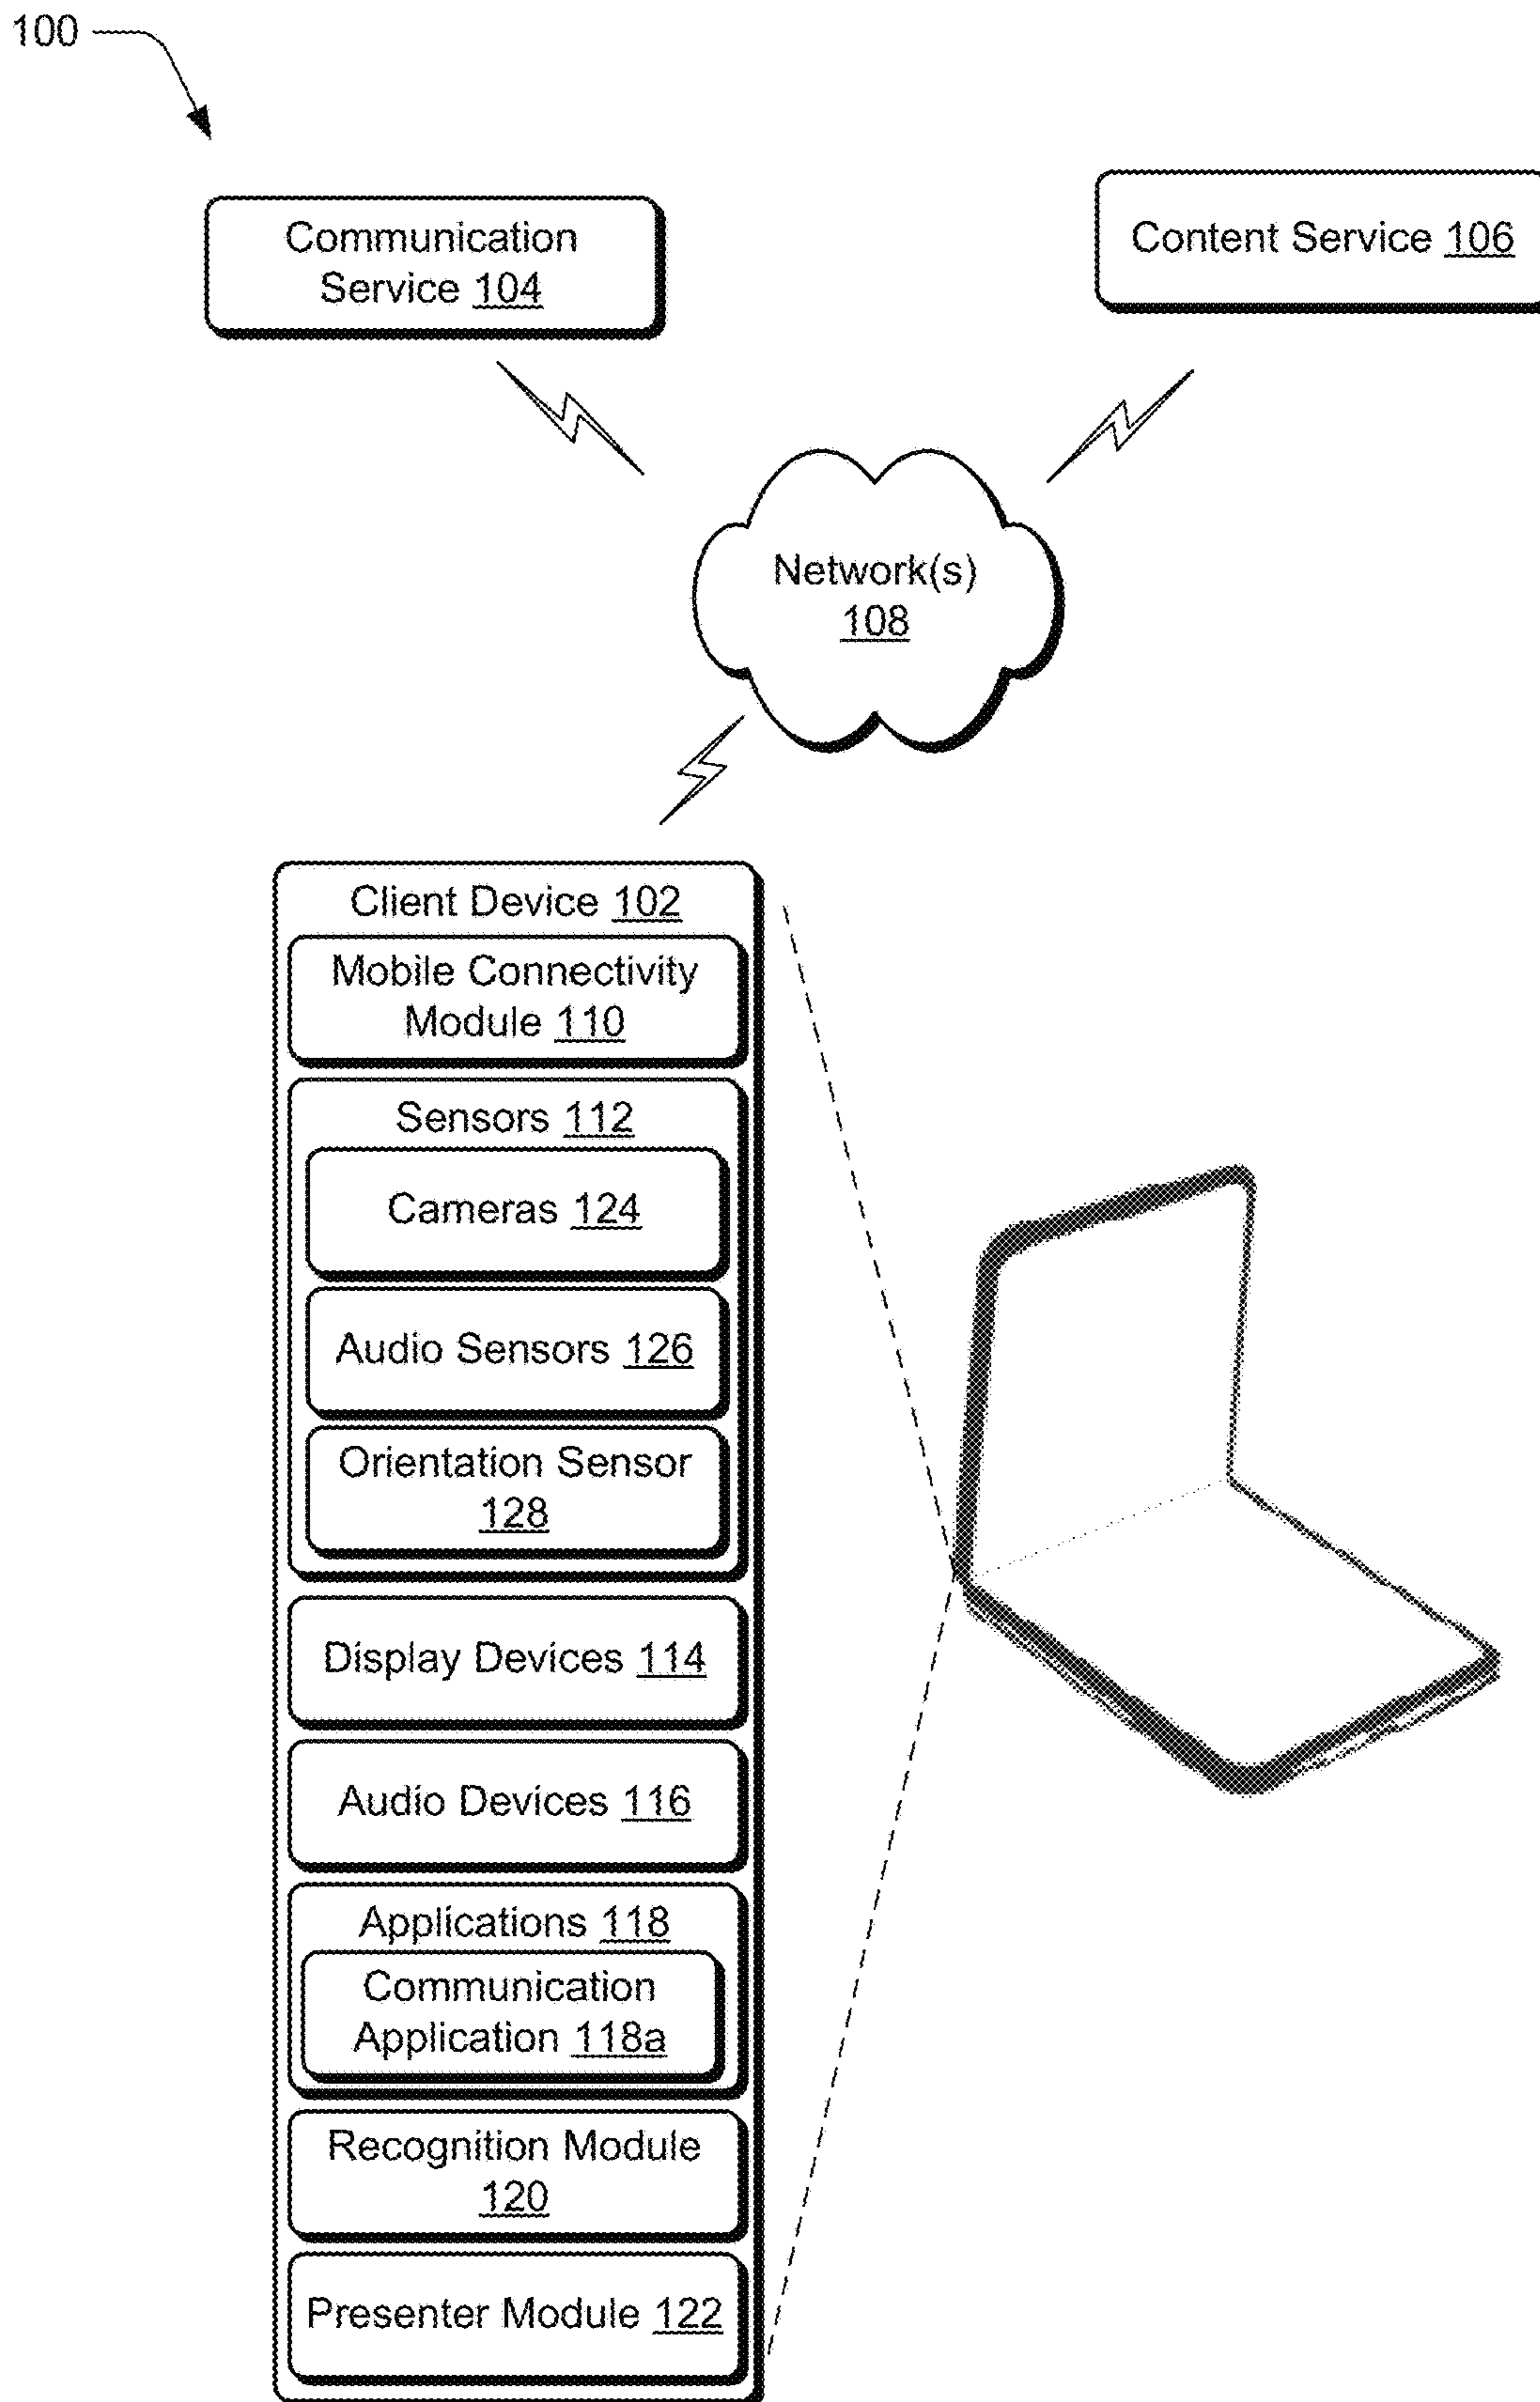 100
Communication
Service 104
Content Service 106
Network(s)
108
Client Device 102
Mobile Connectivity
Module 110
Sensors 112
Cameras 124
Audio Sensors 126
Orientation Sensor
128
Display Devices 114
Audio Devices 116
Applications 118
Communication
Application 118a
Recognition Module
120
Presenter Module 122